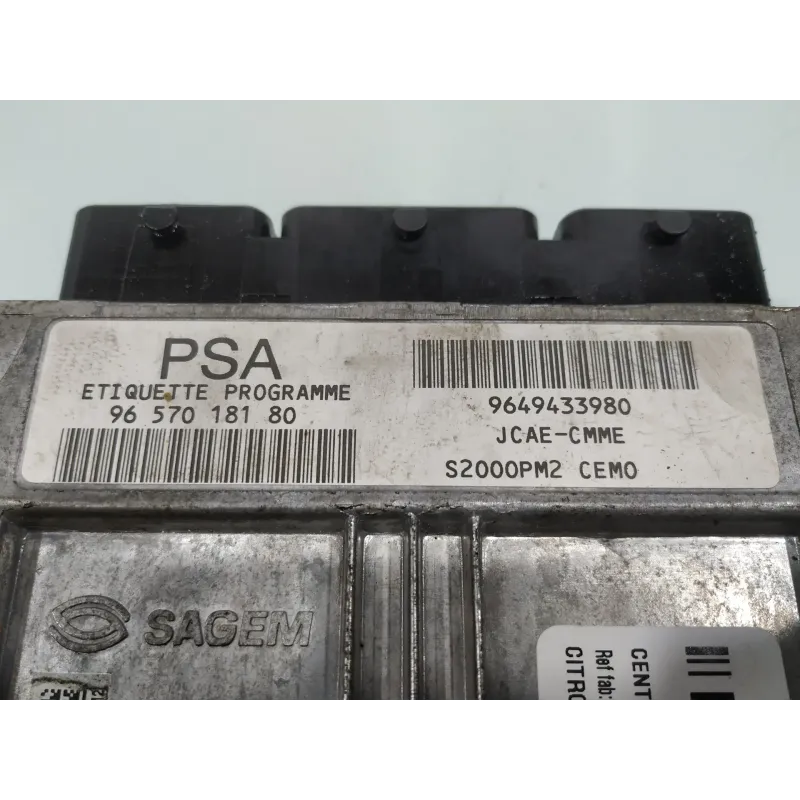 PSA
ETIQUETTE PROGRAMME
96 570 181 80
9649433980
JCAE-CMME
S2000PM2 CEMO
SAGEM
CENT
Ref fab:
CITRO